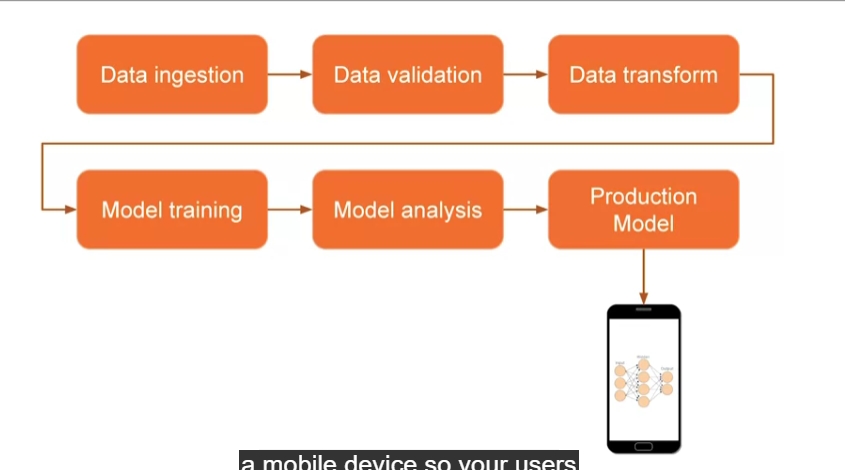 Data ingestion
Data validation
Data transform
Model training
Model analysis
Production
Model
a mobile device so your users